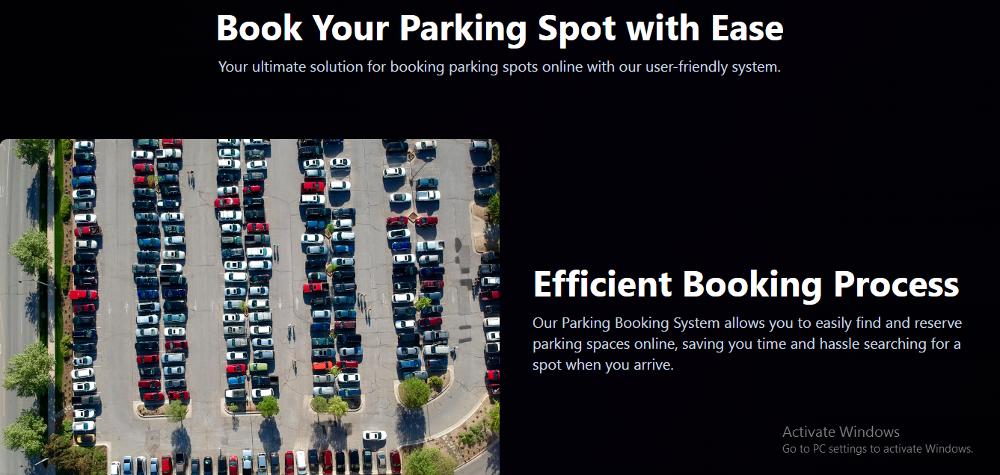 Book Your Parking Spot with Ease
Your ultimate solution for booking parking spots online with our user-friendly system.
Efficient Booking Process
Our Parking Booking System allows you to easily find and reserve
parking spaces online, saving you time and hassle searching for a
spot when you arrive.
Activate Windows
Go to PC settings to activate Windows.